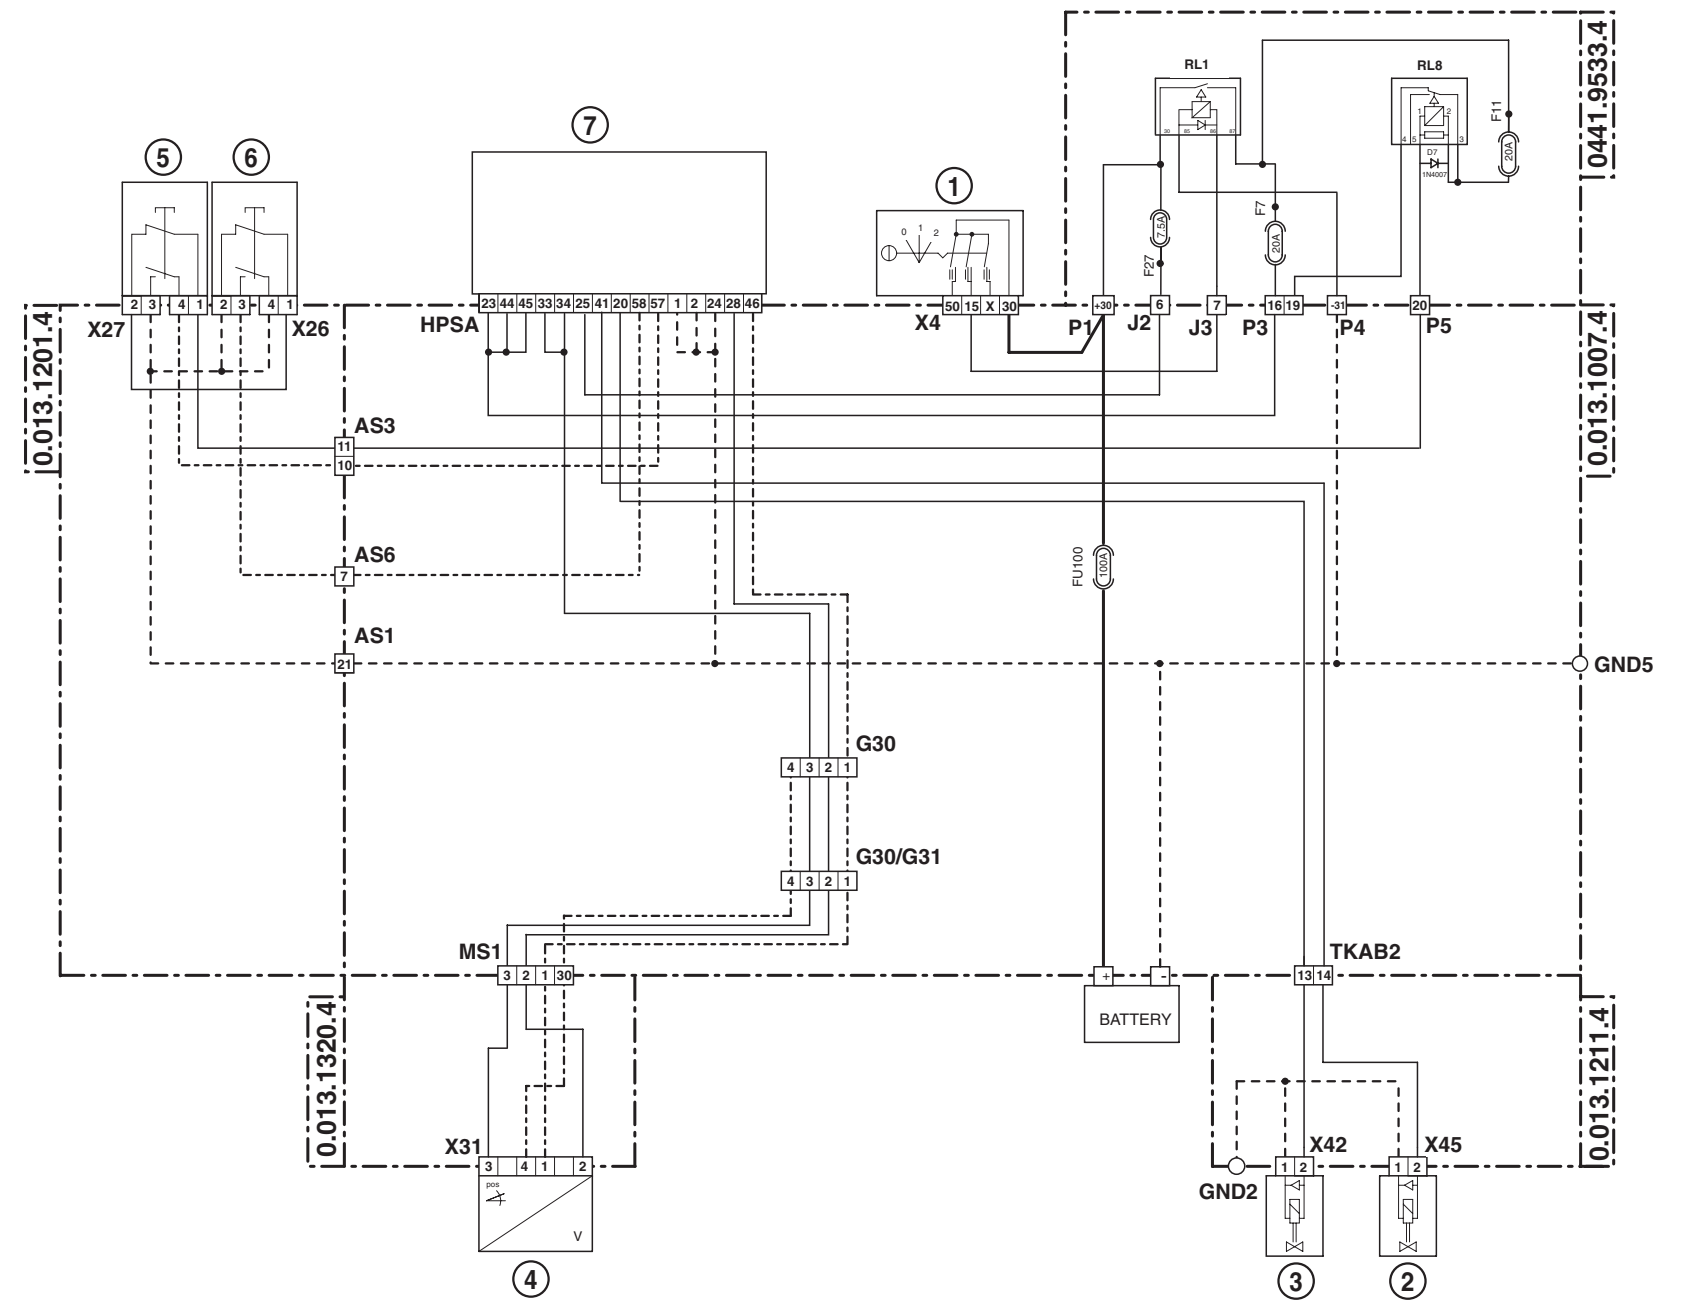 0441.9533.4
RL1
RL8
F11
20A
30 85 86 87
1 2
4 5 3
D7
1N4007
7
5 6
1
0 1 2
7.5A
F27
F7
20A
2 3 4 1
2 3 4 1
23 44 45 33 34 25 41 20 58 57 1 2 24 28 46
50 15 X 30
+30
6
7
16 19
-31
20
X27
X26
HPSA
X4
P1
J2
J3
P3
P4
P5
0.013.1201.4
0.013.1007.4
AS3
11
10
AS6
7
FU100
100A
AS1
21
GND5
G30
4 3 2 1
G30/G31
4 3 2 1
MS1
3 2 1 30
+ -
BATTERY
TKAB2
13 14
0.013.1320.4
0.013.1211.4
X31
3 4 1 2
pos
V
4
X42
1 2
X45
1 2
GND2
3
2